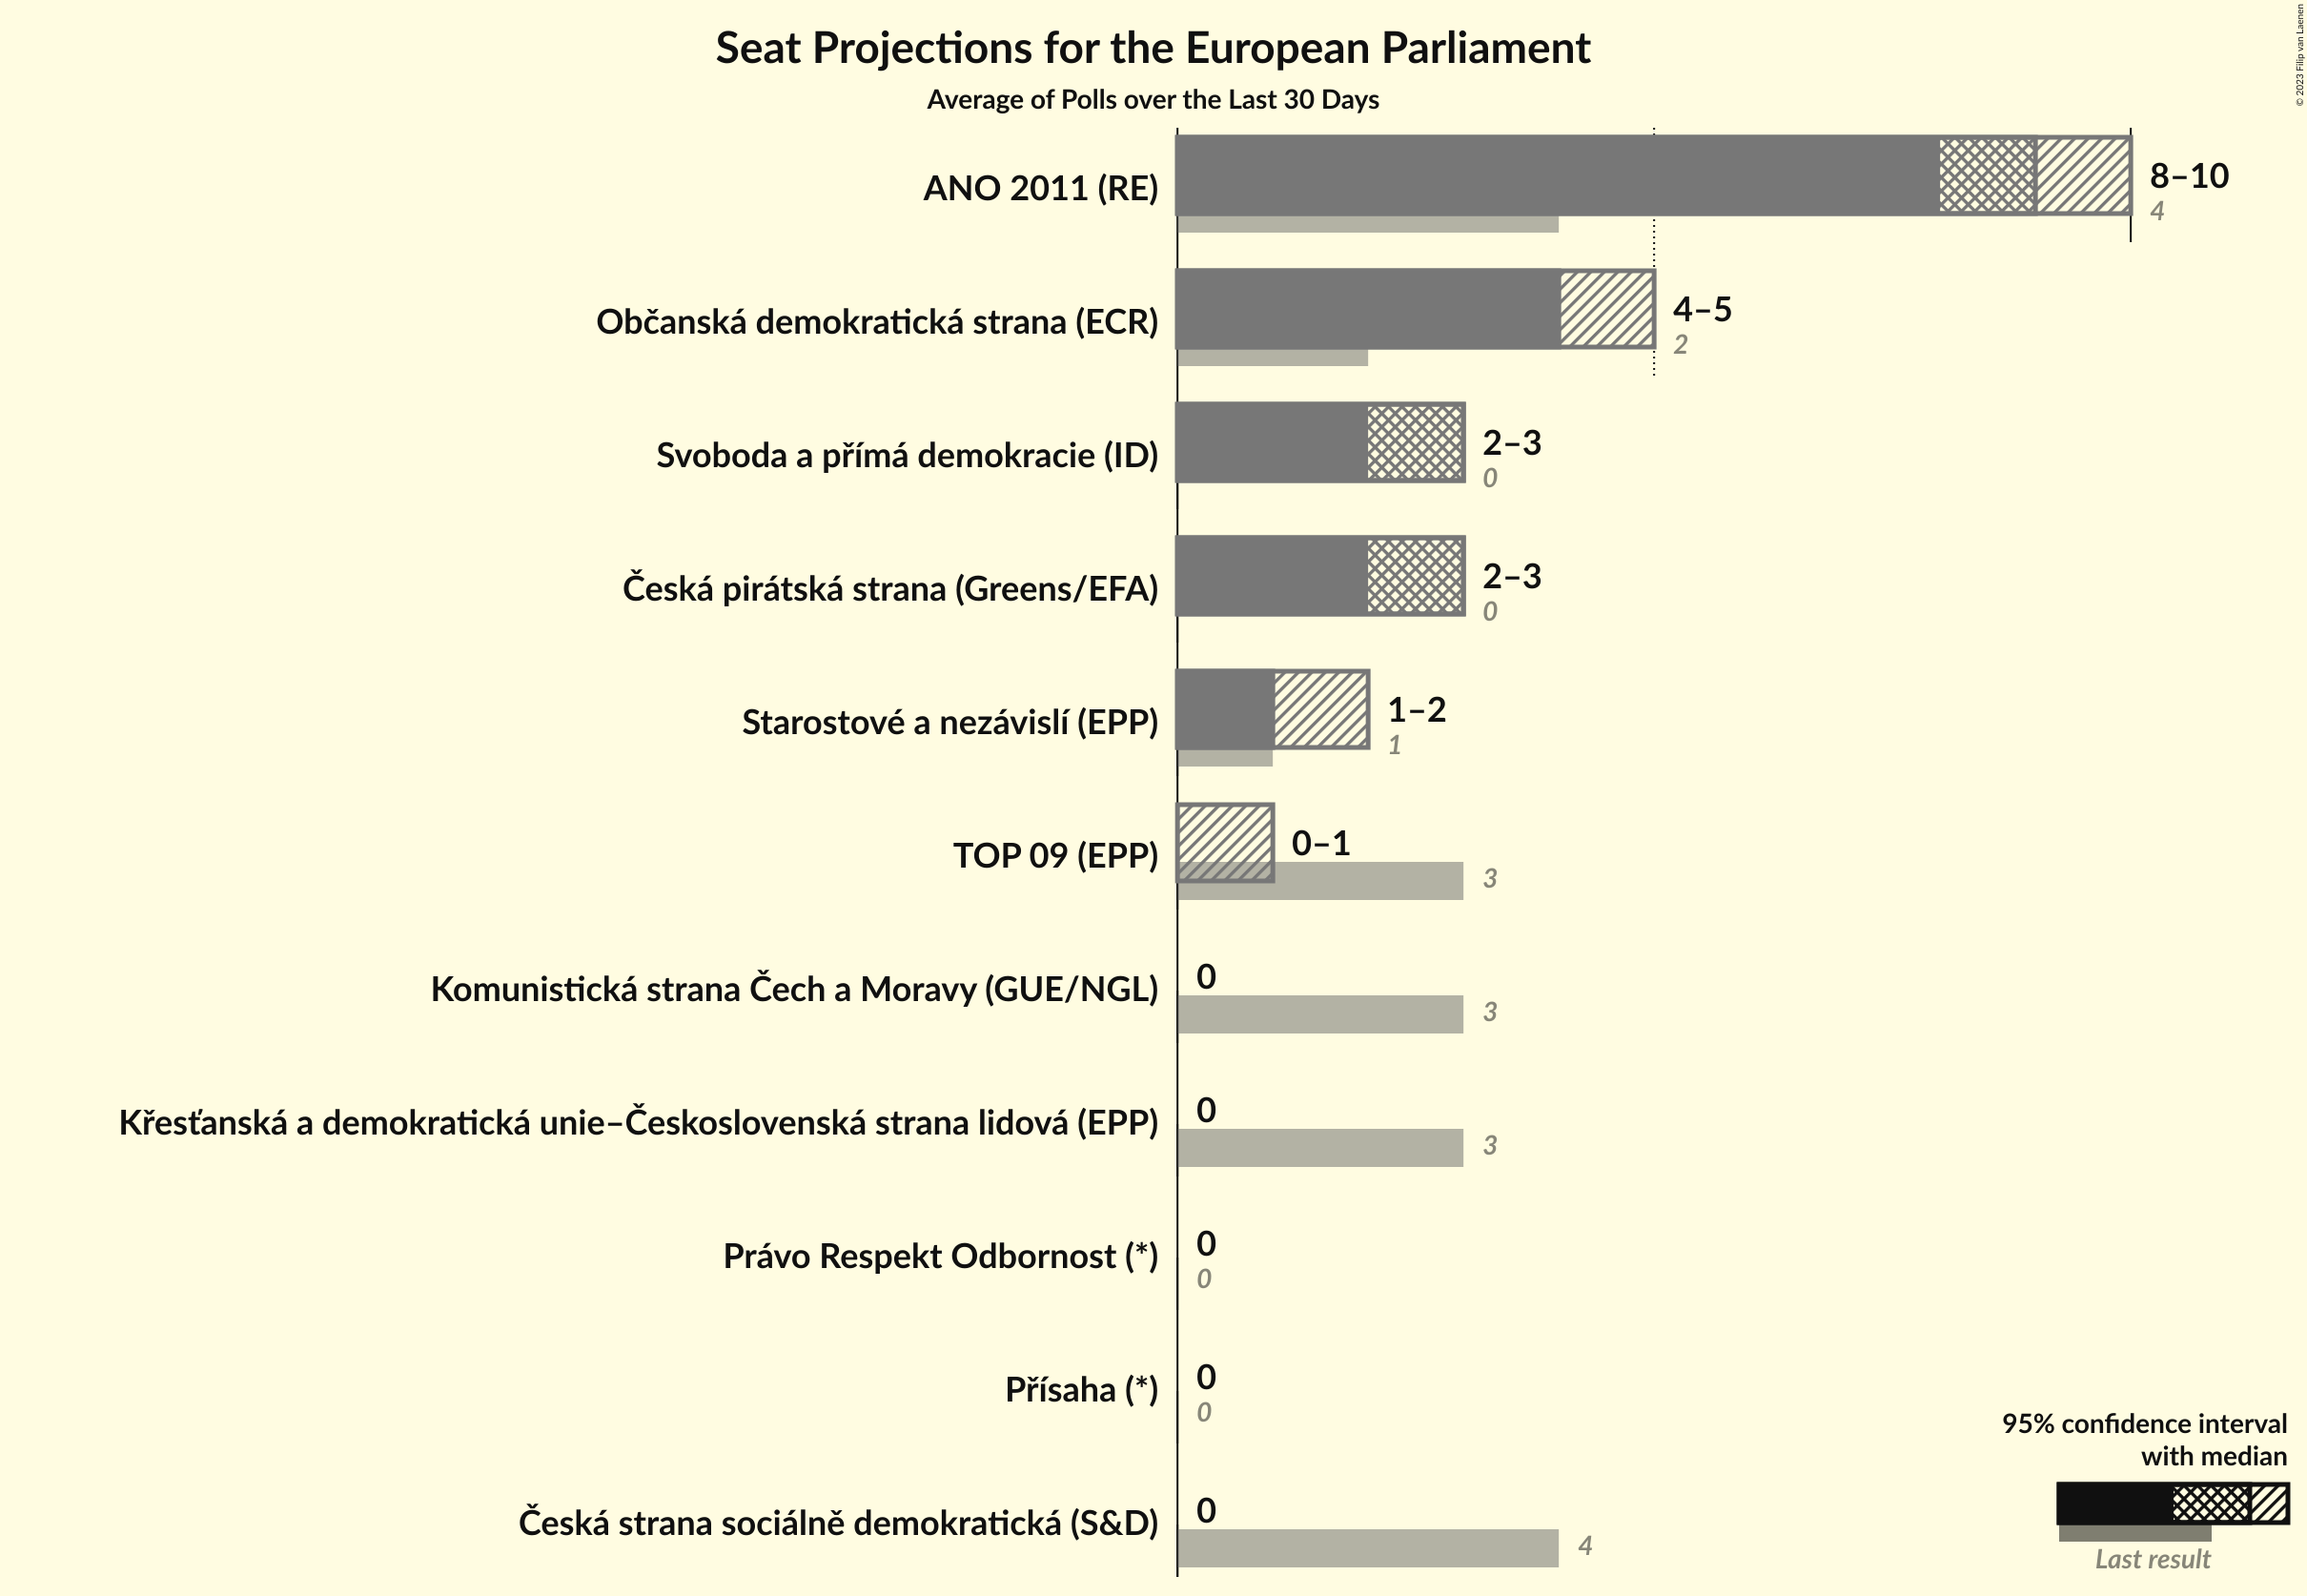 Seat Projections for the European Parliament
Average of Polls over the Last 30 Days
© 2023 Filip van Laenen
ANO 2011 (RE)
8–10
4
Občanská demokratická strana (ECR)
4–5
2
Svoboda a přímá demokracie (ID)
2–3
0
Česká pirátská strana (Greens/EFA)
2–3
0
Starostové a nezávislí (EPP)
1–2
1
TOP 09 (EPP)
0–1
3
Komunistická strana Čech a Moravy (GUE/NGL)
0
3
Křesťanská a demokratická unie–Československá strana lidová (EPP)
0
3
Právo Respekt Odbornost (*)
0
0
Přísaha (*)
0
0
Česká strana sociálně demokratická (S&D)
0
4
95% confidence interval
with median
Last result